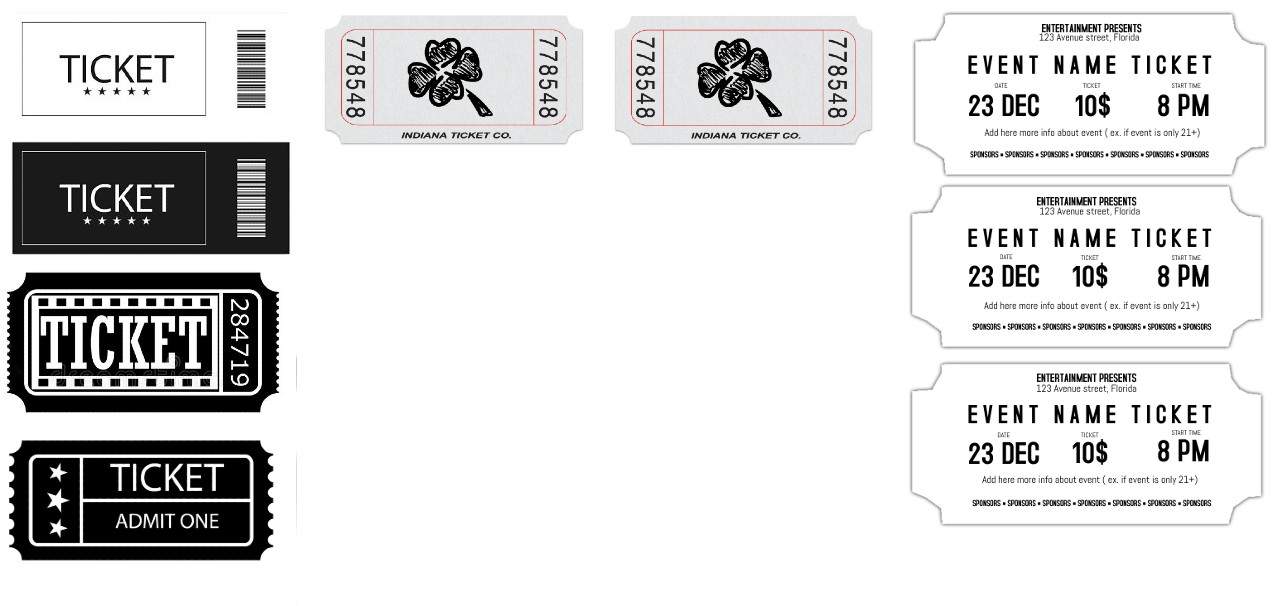 TICKET
TICKET
TICKET
284719
TICKET
ADMIT ONE
778548
778548
INDIANA TICKET CO.
778548
778548
INDIANA TICKET CO.
ENTERTAINMENT PRESENTS
123 Avenue street, Florida
EVENT NAME TICKET
DATE TICKET START TIME
23 DEC 10$ 8 PM
Add here more info about event ( ex. if event is only 21+)
SPONSORS • SPONSORS • SPONSORS • SPONSORS • SPONSORS • SPONSORS • SPONSORS
ENTERTAINMENT PRESENTS
123 Avenue street, Florida
EVENT NAME TICKET
DATE TICKET START TIME
23 DEC 10$ 8 PM
Add here more info about event ( ex. if event is only 21+)
SPONSORS • SPONSORS • SPONSORS • SPONSORS • SPONSORS • SPONSORS • SPONSORS
ENTERTAINMENT PRESENTS
123 Avenue street, Florida
EVENT NAME TICKET
DATE TICKET START TIME
23 DEC 10$ 8 PM
Add here more info about event ( ex. if event is only 21+)
SPONSORS • SPONSORS • SPONSORS • SPONSORS • SPONSORS • SPONSORS • SPONSORS